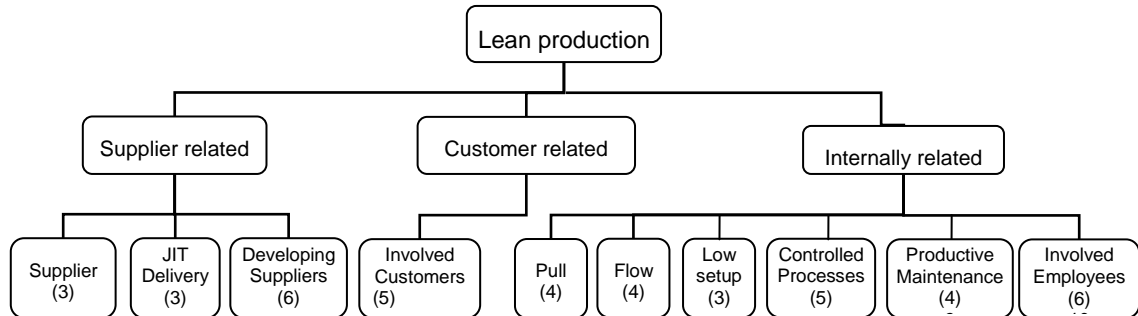 Lean production
Supplier related
Customer related
Internally related
Supplier
(3)
JIT
Delivery
(3)
Developing
Suppliers
(6)
Involved
Customers
(5)
Pull
(4)
Flow
(4)
Low
setup
(3)
Controlled
Processes
(5)
Productive
Maintenance
(4)
Involved
Employees
(6)